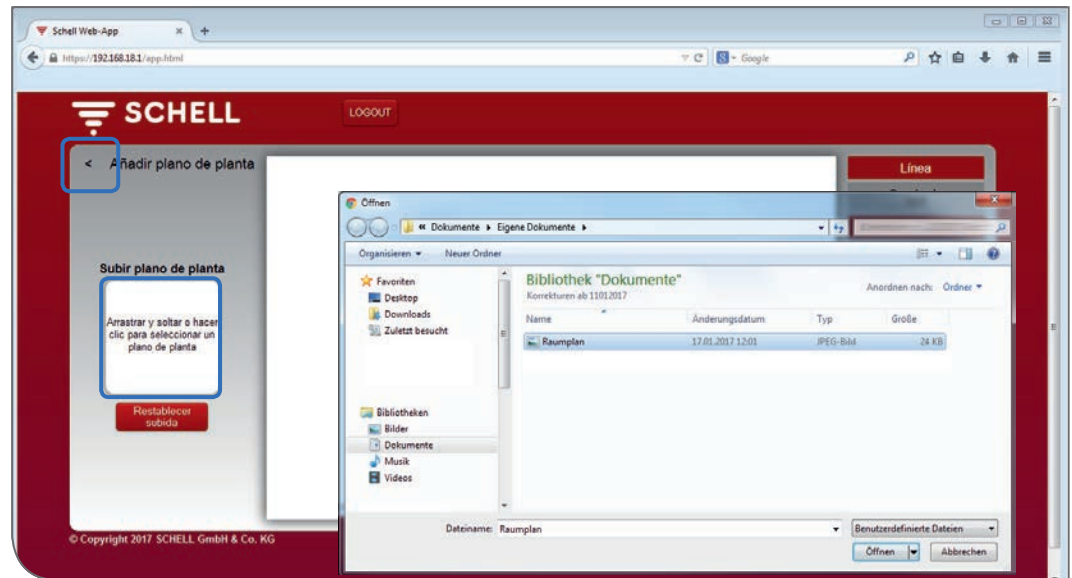 Schell Web-App
https://192.168.18.1/app.html
Google
SCHELL
LOGOUT
< Añadir plano de planta
Línea
Subir plano de planta
Arrastrar y soltar o hacer
clic para seleccionar un
plano de planta
Restablecer
subida
Öffnen
« Dokumente ▸ Eigene Dokumente ▸
Organisieren Neuer Ordner
Favoriten
Desktop
Downloads
Zuletzt besucht
Bibliotheken
Bilder
Dokumente
Musik
Videos
Bibliothek "Dokumente"
Korrekturen ab 11012017
Anordnen nach: Ordner
Name Änderungsdatum Typ Größe
Raumplan 17.01.2017 12:01 JPEG-Bild 24 KB
Dateiname: Raumplan
Benutzerdefinierte Dateien
Öffnen Abbrechen
© Copyright 2017 SCHELL GmbH & Co. KG